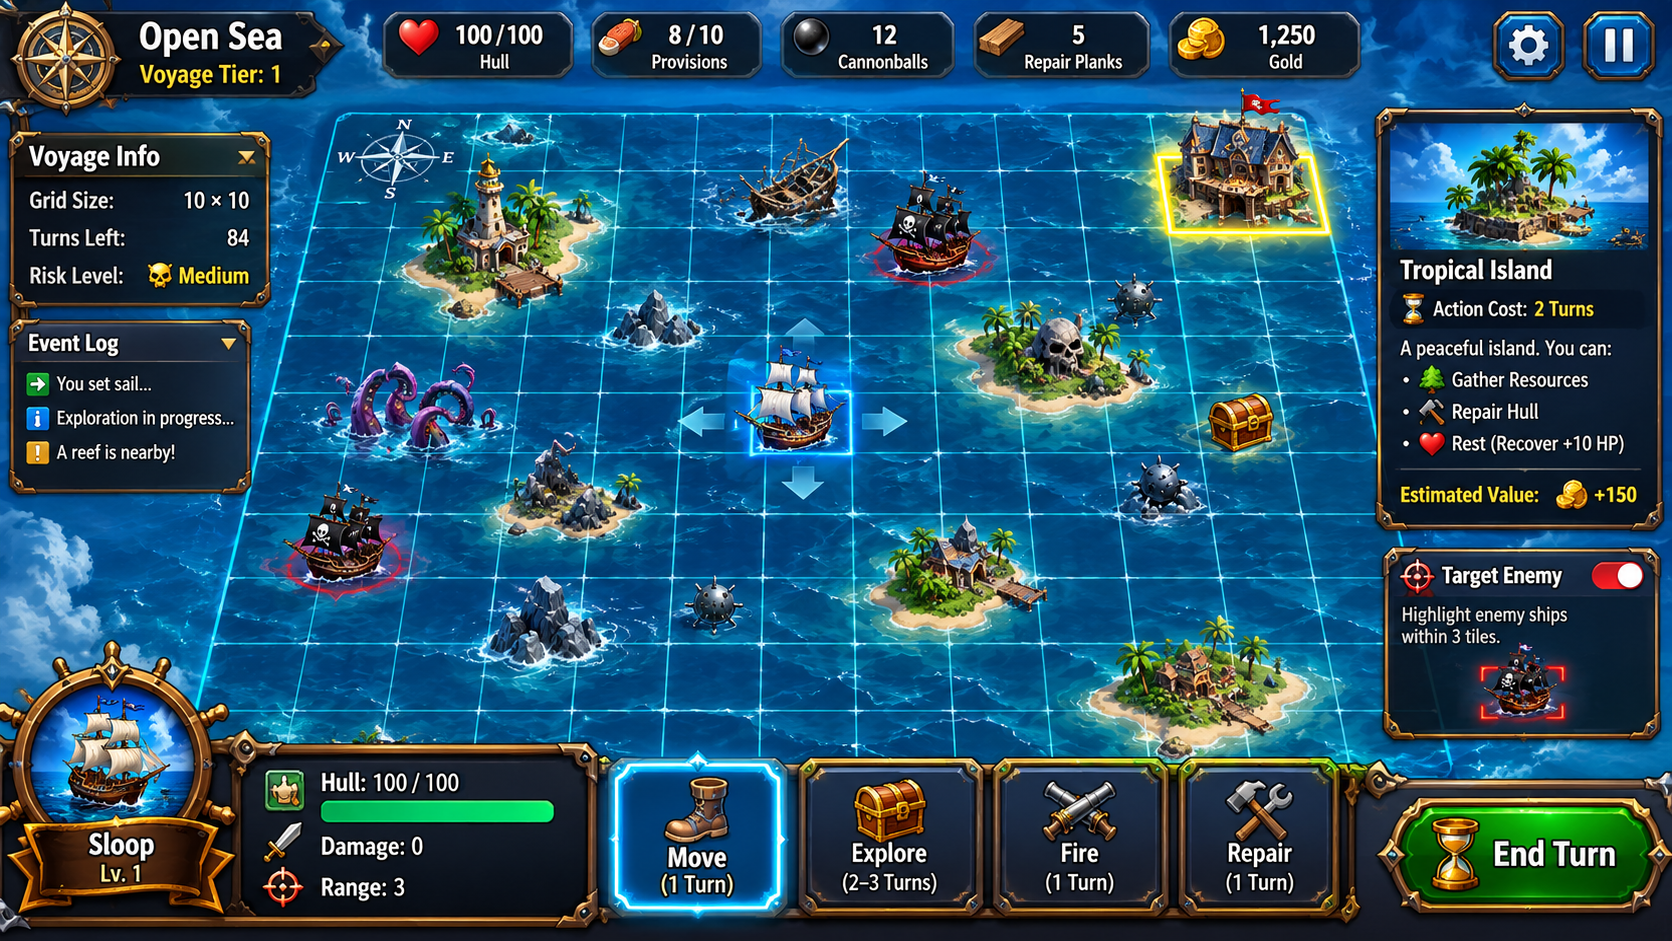 Open Sea
Voyage Tier: 1
100/100
Hull
8/10
Provisions
12
Cannonballs
5
Repair Planks
1,250
Gold
Voyage Info
Grid Size: 10 × 10
Turns Left: 84
Risk Level: Medium
Event Log
You set sail...
Exploration in progress...
A reef is nearby!
N
W E
S
Tropical Island
Action Cost: 2 Turns
A peaceful island. You can:
• Gather Resources
• Repair Hull
• Rest (Recover +10 HP)
Estimated Value: +150
Target Enemy
Highlight enemy ships
within 3 tiles.
Sloop
Lv. 1
Hull: 100 / 100
Damage: 0
Range: 3
Move
(1 Turn)
Explore
(2–3 Turns)
Fire
(1 Turn)
Repair
(1 Turn)
End Turn